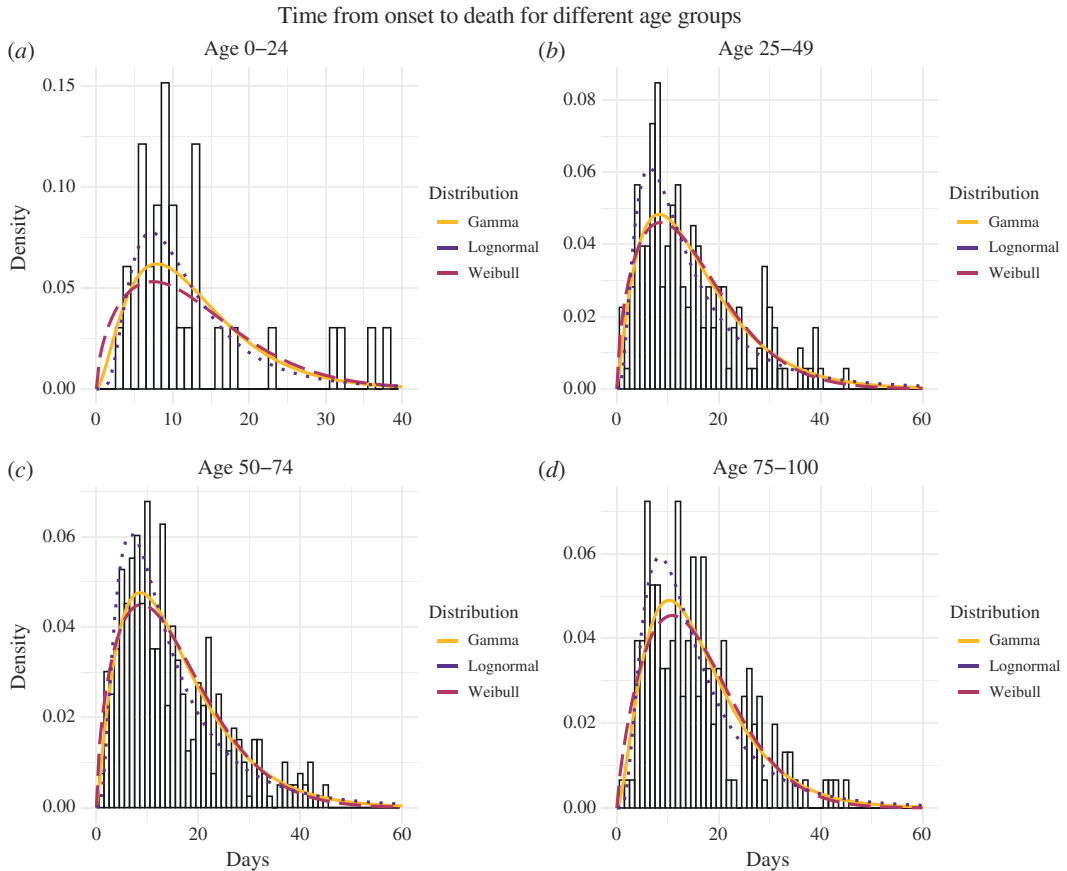 Time from onset to death for different age groups
(a) Age 0–24
Density
0.15
0.10
0.05
0.00
0 10 20 30 40
Distribution
Gamma
Lognormal
Weibull
(b) Age 25–49
0.08
0.06
0.04
0.02
0.00
0 20 40 60
Distribution
Gamma
Lognormal
Weibull
(c) Age 50–74
Density
0.06
0.04
0.02
0.00
0 20 40 60
Days
Distribution
Gamma
Lognormal
Weibull
(d) Age 75–100
0.06
0.04
0.02
0.00
0 20 40 60
Days
Distribution
Gamma
Lognormal
Weibull